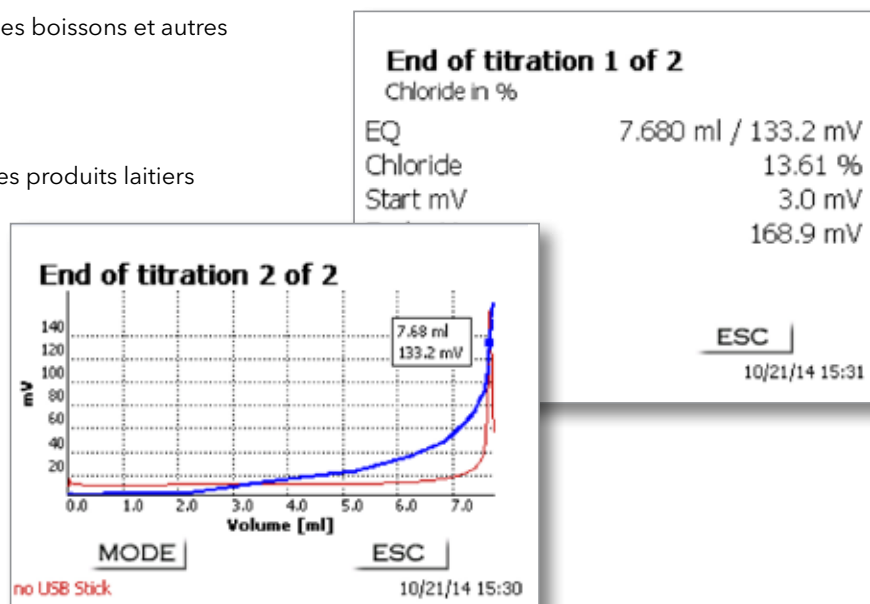 es boissons et autres
es produits laitiers
End of titration 1 of 2
Chloride in %
EQ 7.680 ml / 133.2 mV
Chloride 13.61 %
Start mV 3.0 mV
168.9 mV
ESC
10/21/14 15:31
End of titration 2 of 2
7.68 ml
133.2 mV
140
120
100
80
60
40
20
mV
0.0 1.0 2.0 3.0 4.0 5.0 6.0 7.0
Volume [ml]
MODE ESC
no USB Stick 10/21/14 15:30